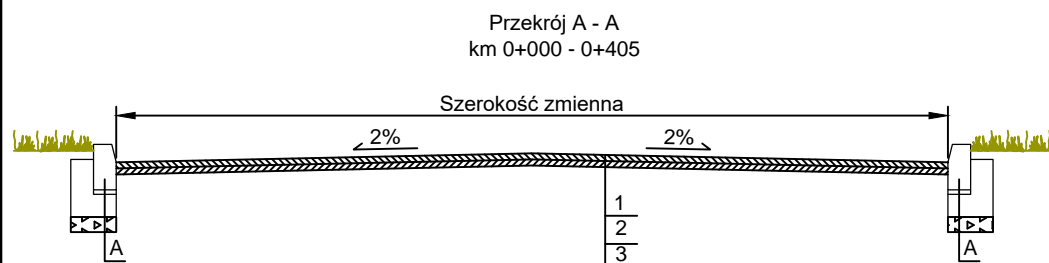 Przekrój A - A
km 0+000 - 0+405
Szerokość zmienna
2% 2%
1
2
3
A A